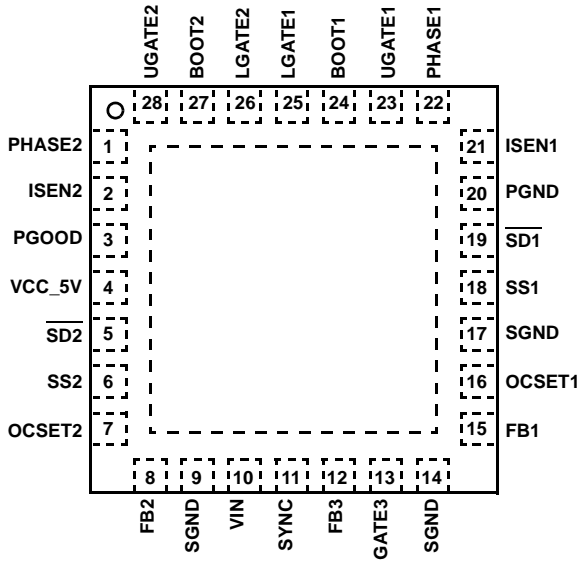 UGATE2
BOOT2
LGATE2
LGATE1
BOOT1
UGATE1
PHASE1
28
27
26
25
24
23
22
PHASE2 1
ISEN2 2
PGOOD 3
VCC_5V 4
SD2 5
SS2 6
OCSET2 7
21 ISEN1
20 PGND
19 SD1
18 SS1
17 SGND
16 OCSET1
15 FB1
8
9
10
11
12
13
14
FB2
SGND
VIN
SYNC
FB3
GATE3
SGND